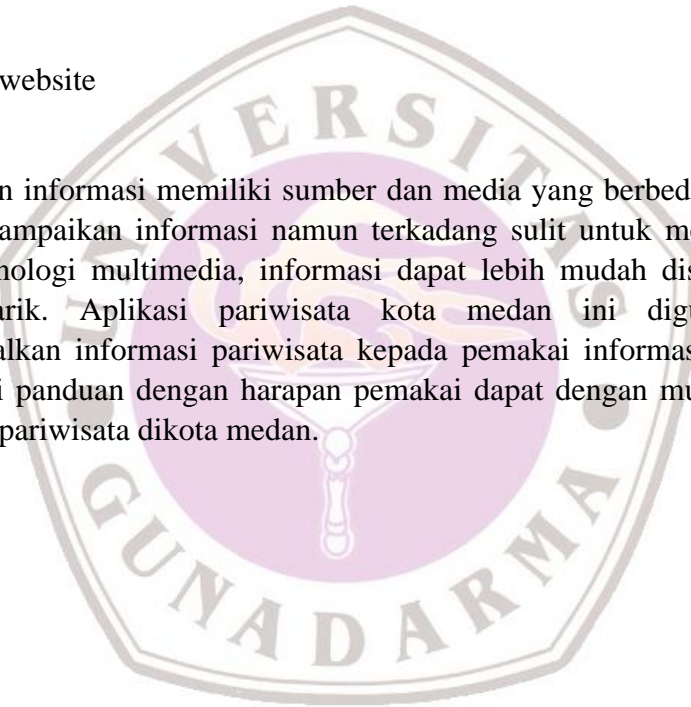 website
n informasi memiliki sumber dan media yang berbed
ampaikan informasi namun terkadang sulit untuk m
nologi multimedia, informasi dapat lebih mudah dis
arik. Aplikasi pariwisata kota medan ini dig
alkan informasi pariwisata kepada pemakai informas
i panduan dengan harapan pemakai dapat dengan mu
pariwisata dikota medan.
UNIVERSITAS
GUNADARMA